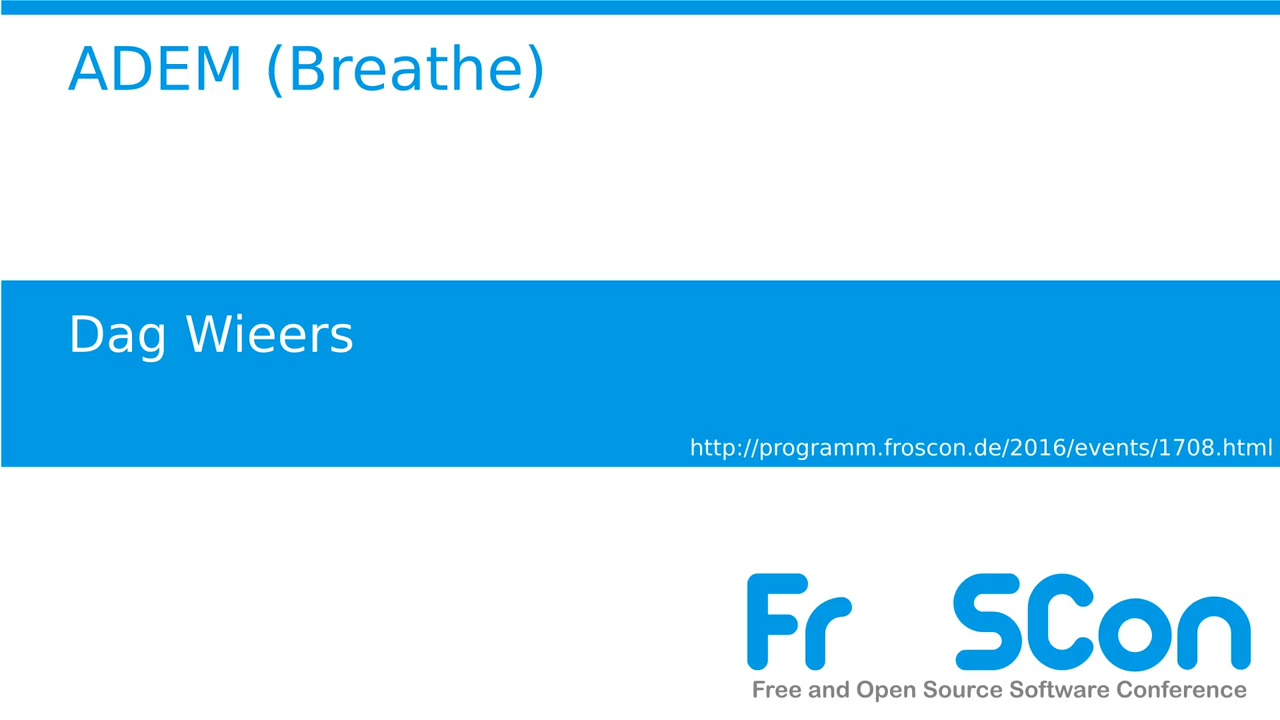 ADEM (Breathe)
Dag Wieers
http://programm.froscon.de/2016/events/1708.html
Fr SCon
Free and Open Source Software Conference